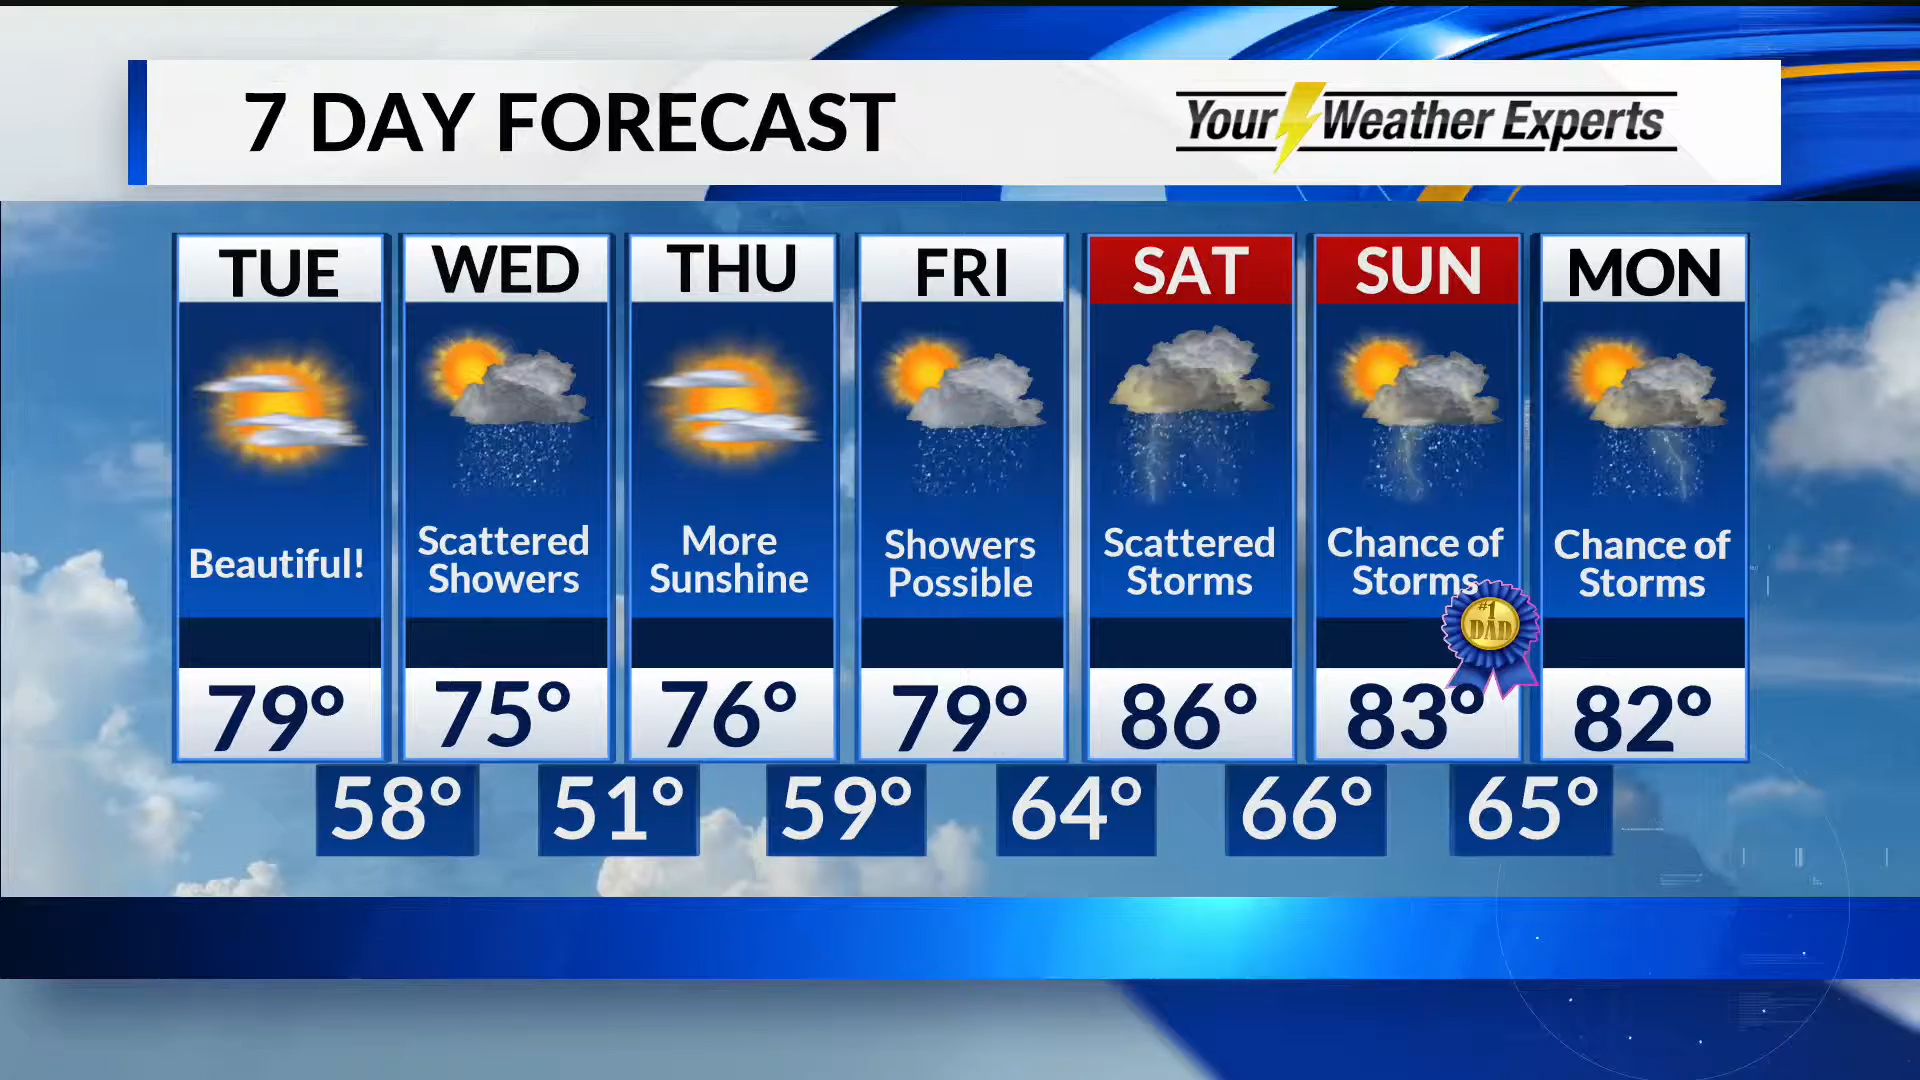 7 DAY FORECAST
Your Weather Experts
TUE
WED
THU
FRI
SAT
SUN
MON
Beautiful!
Scattered
Showers
More
Sunshine
Showers
Possible
Scattered
Storms
Chance of
Storms
Chance of
Storms
#1
DAD
79°
75°
76°
79°
86°
83°
82°
58°
51°
59°
64°
66°
65°